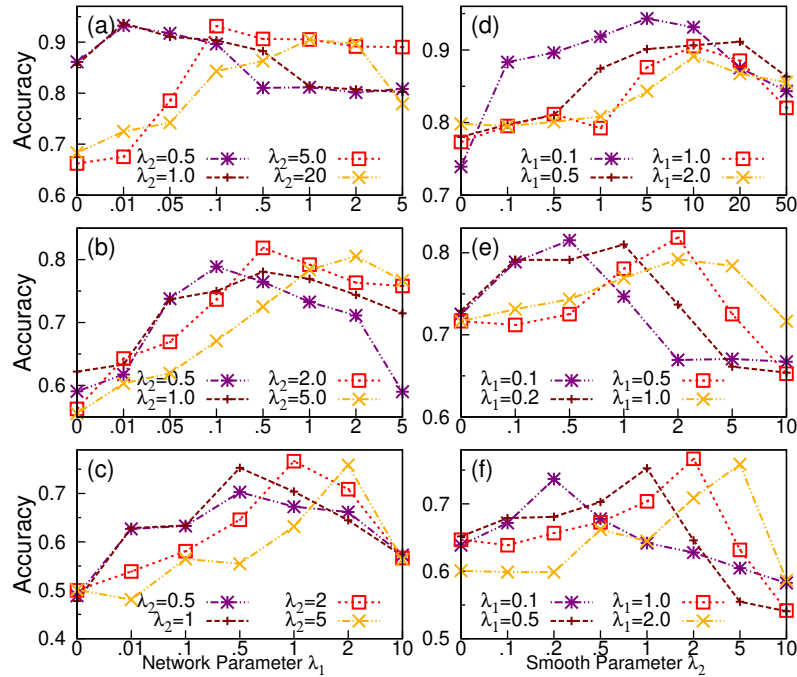 (a)
Accuracy
0.9
0.8
0.7
0.6
λ2=0.5 λ2=5.0
λ2=1.0 λ2=20
0 .01 .05 .1 .5 1 2 5
(d)
0.9
0.8
0.7
λ1=0.1 λ1=1.0
λ1=0.5 λ1=2.0
0 .1 .5 1 5 10 20 50
(b)
Accuracy
0.8
0.7
0.6
λ2=0.5 λ2=2.0
λ2=1.0 λ2=5.0
0 .01 .05 .1 .5 1 2 5
(e)
0.8
0.7
0.6
λ1=0.1 λ1=0.5
λ1=0.2 λ1=1.0
0 .1 .2 .5 1 2 5 10
(c)
Accuracy
0.7
0.6
0.5
0.4
λ2=0.5 λ2=2
λ2=1 λ2=5
0 .01 .1 .5 1 2 10
Network Parameter λ1
(f)
0.7
0.6
0.5
λ1=0.1 λ1=1.0
λ1=0.5 λ1=2.0
0 .1 .2 .5 1 2 5 10
Smooth Parameter λ2